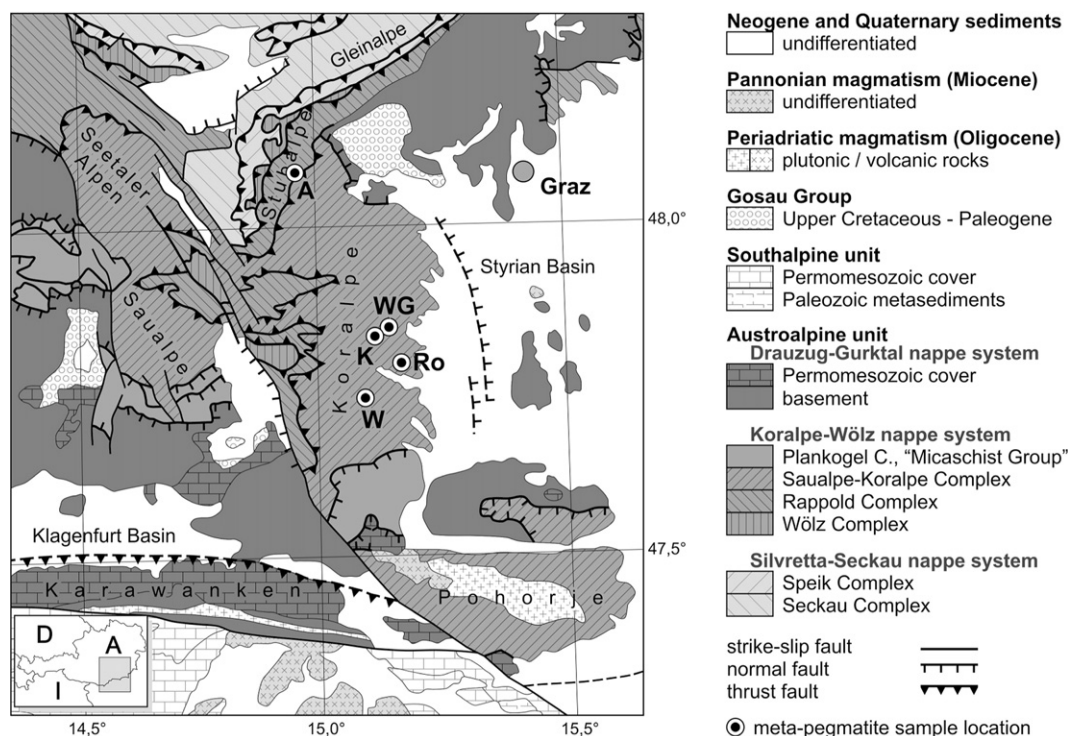 Gleinalpe
Seetaler
Alpen
Stubalpe
A
Graz
48,0°
Styrian Basin
Koralpe
WG
K
Ro
W
Saualpe
Klagenfurt Basin
47,5°
Karawanken
Pohorje
D
A
I
14,5°
15,0°
15,5°
Neogene and Quaternary sediments
undifferentiated
Pannonian magmatism (Miocene)
undifferentiated
Periadriatic magmatism (Oligocene)
plutonic / volcanic rocks
Gosau Group
Upper Cretaceous - Paleogene
Southalpine unit
Permomesozoic cover
Paleozoic metasediments
Austroalpine unit
Drauzug-Gurktal nappe system
Permomesozoic cover
basement
Koralpe-Wölz nappe system
Plankogel C., “Micaschist Group”
Saualpe-Koralpe Complex
Rappold Complex
Wölz Complex
Silvretta-Seckau nappe system
Speik Complex
Seckau Complex
strike-slip fault
normal fault
thrust fault
meta-pegmatite sample location